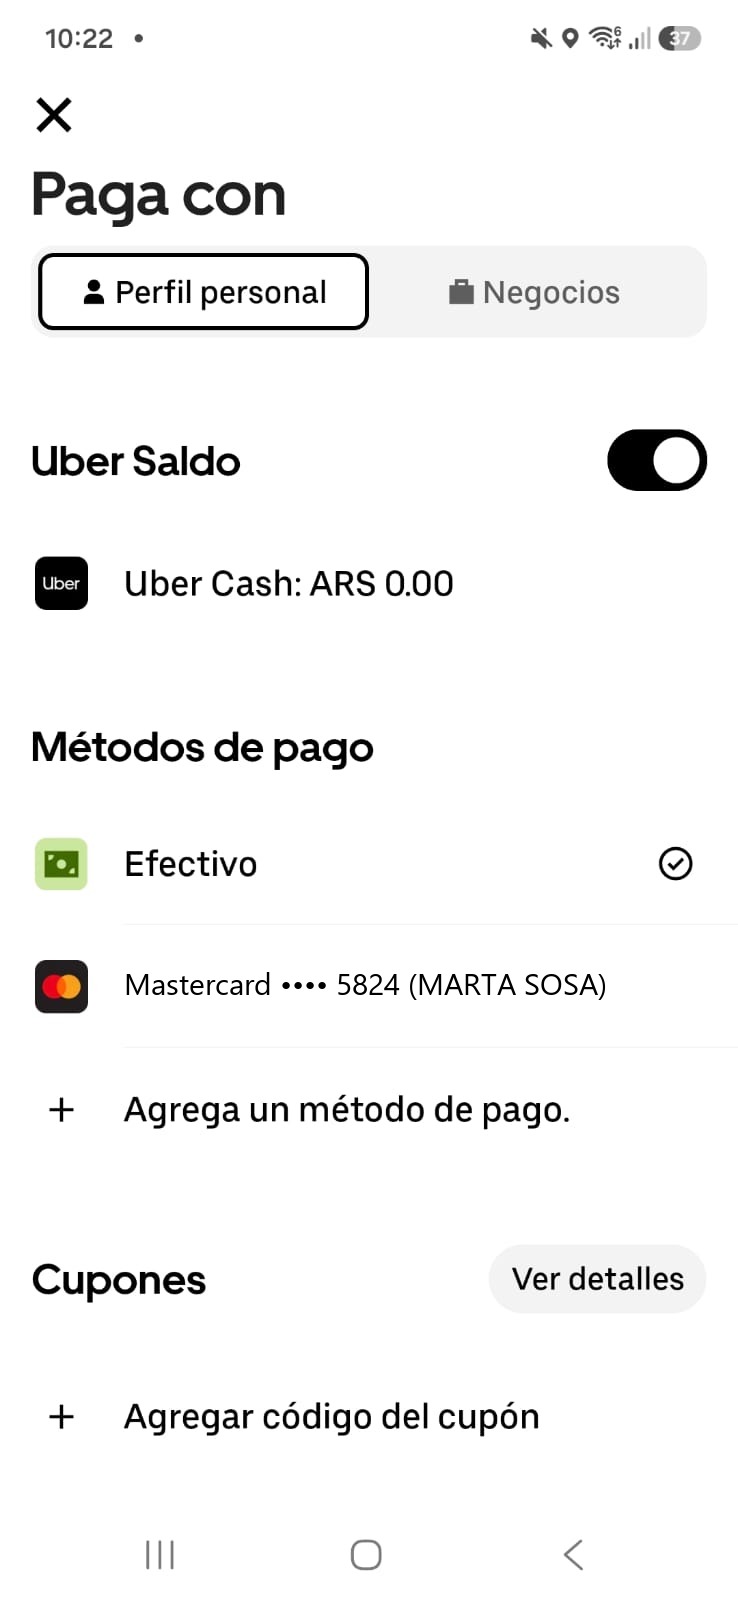 10:22
6
37
Paga con
Perfil personal
Negocios
Uber Saldo
Uber
Uber Cash: ARS 0.00
Métodos de pago
Efectivo
Mastercard •••• 5824 (MARTA SOSA)
+ Agrega un método de pago.
Cupones
Ver detalles
+ Agregar código del cupón